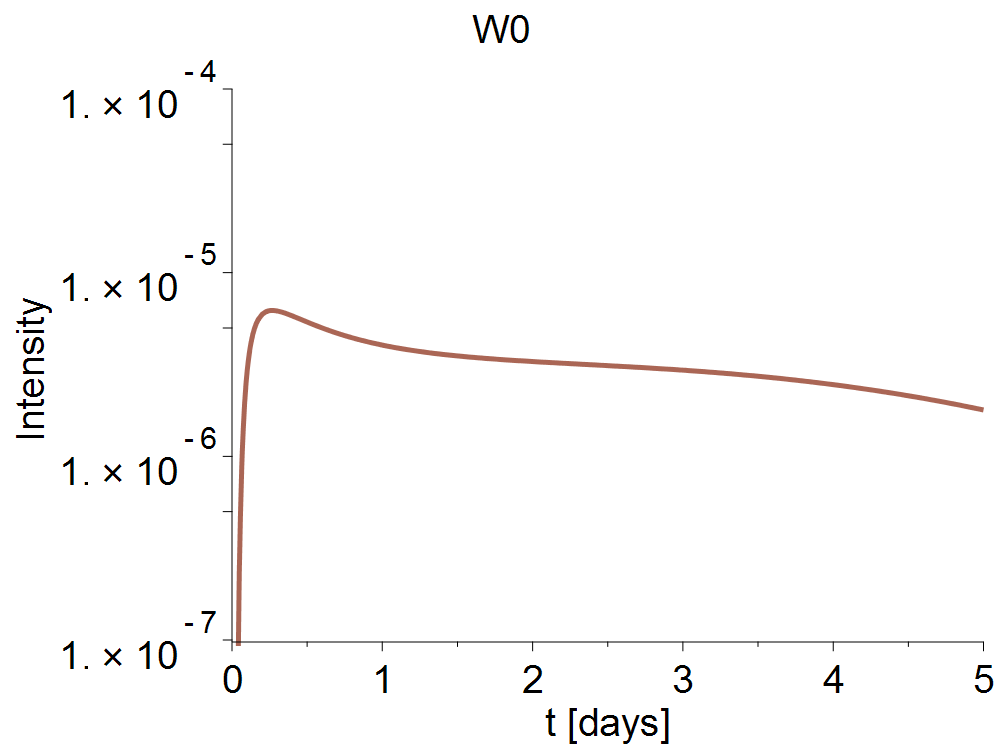 W0
1. × 10^-4
1. × 10^-5
1. × 10^-6
1. × 10^-7
Intensity
0 1 2 3 4 5
t [days]